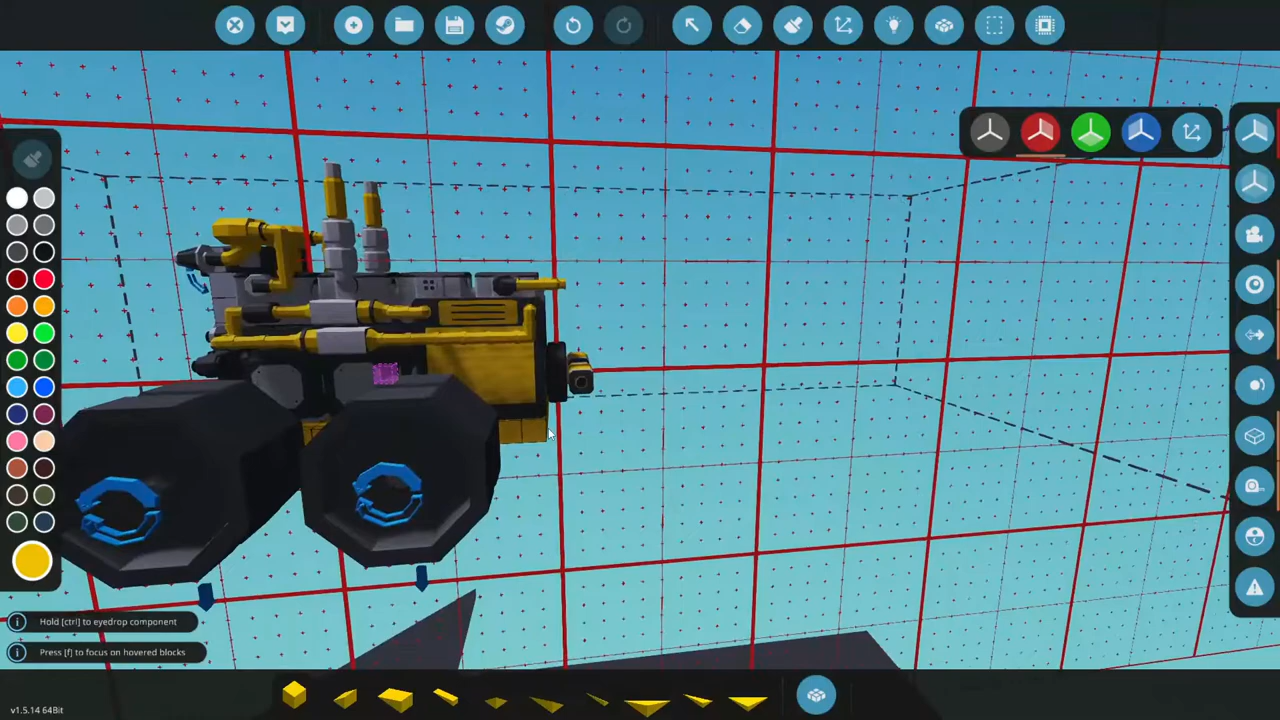 Hold [ctrl] to eyedrop component
Press [f] to focus on hovered blocks
v1.5.14 64Bit